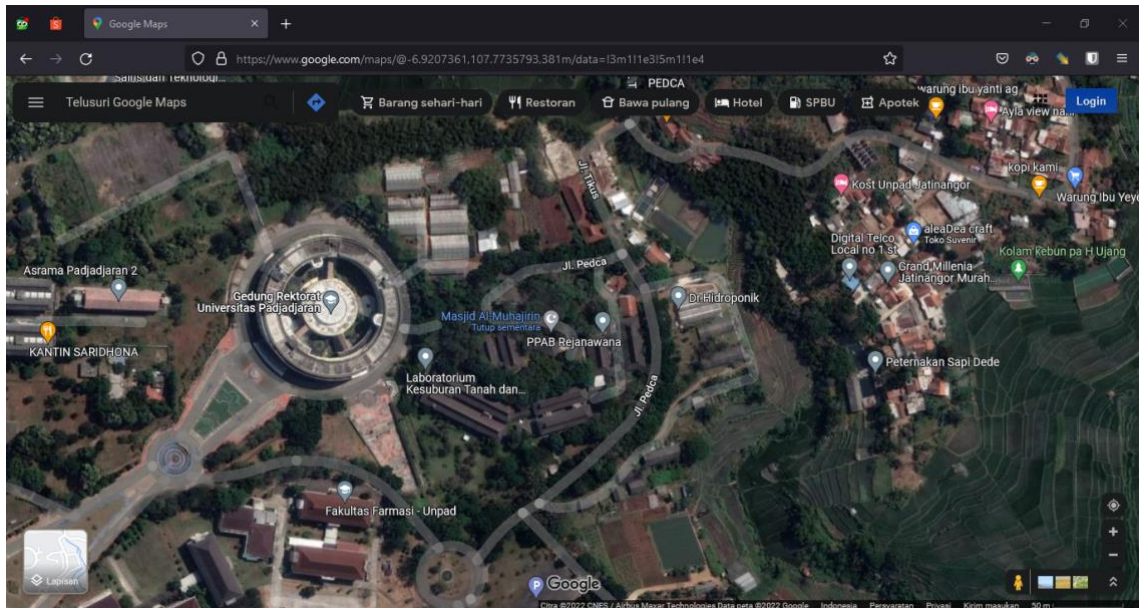 Google Maps
https://www.google.com/maps/@-6.9207361,107.7735793,381m/data=!3m1!1e3!5m1!1e4
Telusuri Google Maps
Barang sehari-hari
Restoran
Bawa pulang
Hotel
SPBU
Apotek
Login
PEDCA
warung ibu yanti ag
Ayla view
Jl. Tikus
kopi kami
Kost Unpad Jatinangor
Warung Ibu Yeye
aleaDea craft
Toko Suvenir
Digital Telco
Local no 1 st
Kolam kebun pa H Ujang
Jl. Pedca
Grand Millenia
Jatinangor Murah...
Asrama Padjadjaran 2
Gedung Rektorat
Universitas Padjadjaran
Dr.Hidroponik
Masjid Al-Muhajirin
Tutup sementara
PPAB Rejanawana
KANTIN SARIDHONA
Peternakan Sapi Dede
Laboratorium
Kesuburan Tanah dan...
Jl. Pedca
Fakultas Farmasi - Unpad
Lapisan
Google
Citra ©2022 CNES / Airbus Maxar Technologies Data peta ©2022 Google Indonesia Persyaratan Privasi Kirim masukan 50 m